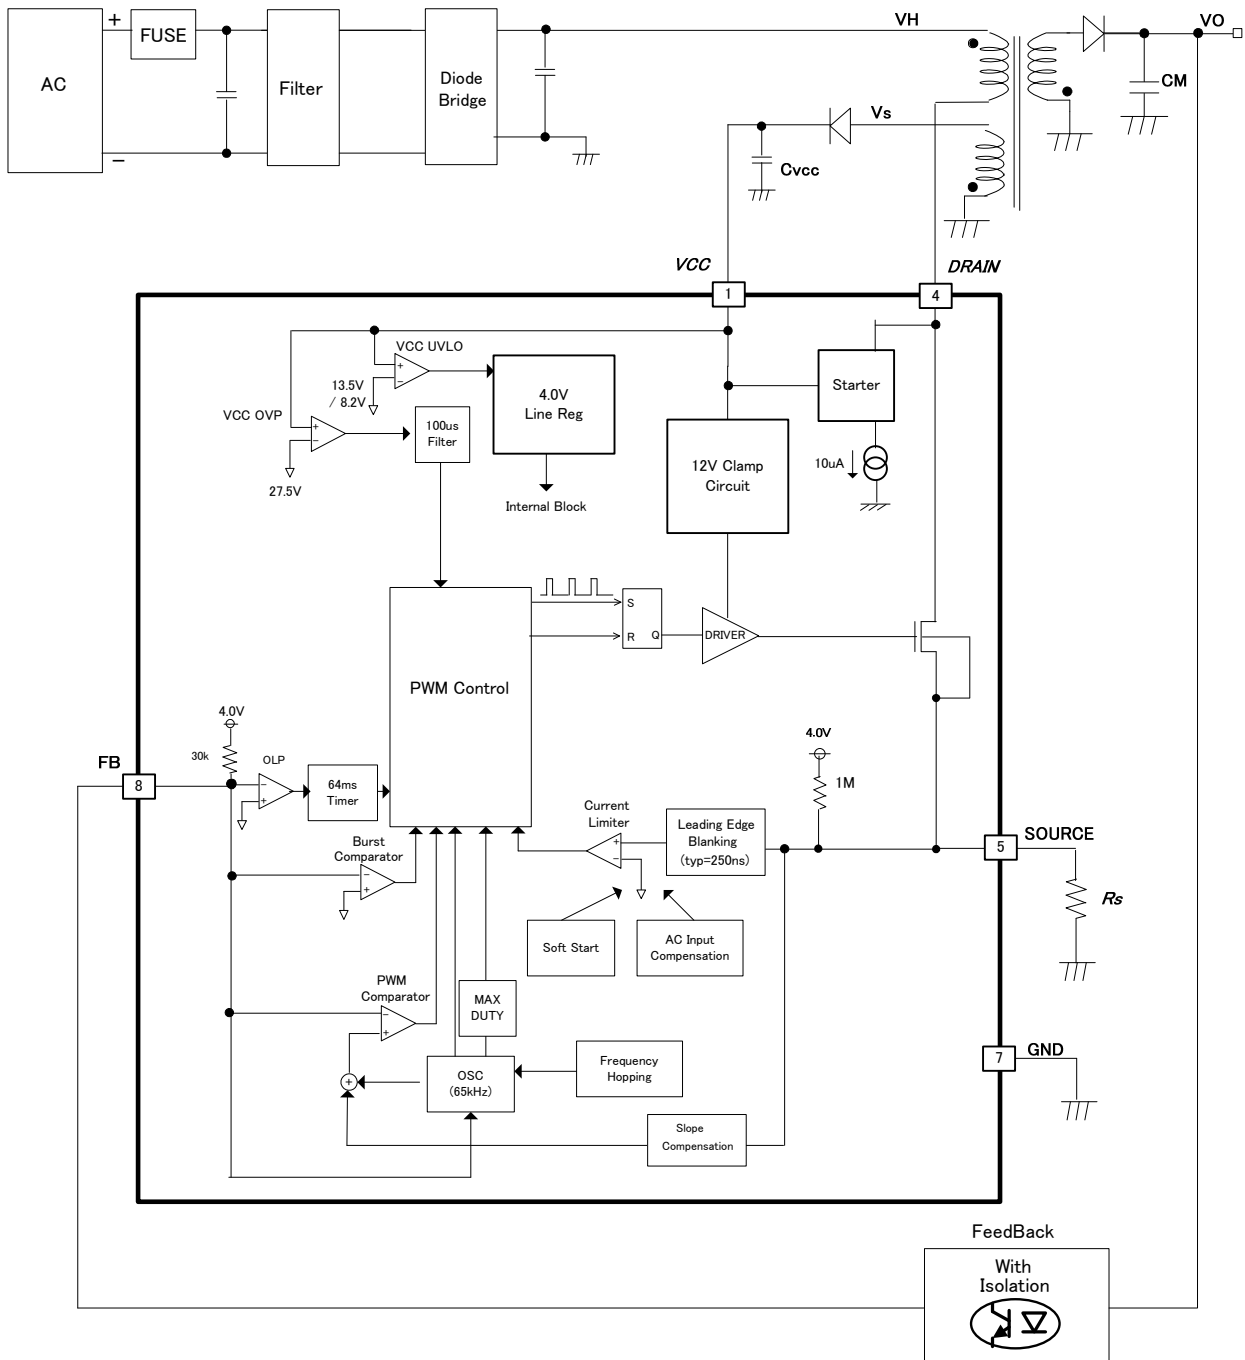 +
FUSE
VH
VO
AC
Filter
Diode
Bridge
CM
Vs
−
Cvcc
VCC
DRAIN
1
4
VCC UVLO
+
−
13.5V
/ 8.2V
4.0V
Line Reg
Starter
VCC OVP
+
−
100us
Filter
27.5V
12V Clamp
Circuit
10uA
Internal Block
S
R
Q
DRIVER
PWM Control
4.0V
30k
FB
8
OLP
−
+
64ms
Timer
4.0V
1M
Current
Limiter
+
−
Leading Edge
Blanking
(typ=250ns)
SOURCE
5
Rs
Burst
Comparator
−
+
Soft Start
AC Input
Compensation
PWM
Comparator
−
+
MAX
DUTY
+
OSC
(65kHz)
Frequency
Hopping
7
GND
Slope
Compensation
FeedBack
With
Isolation